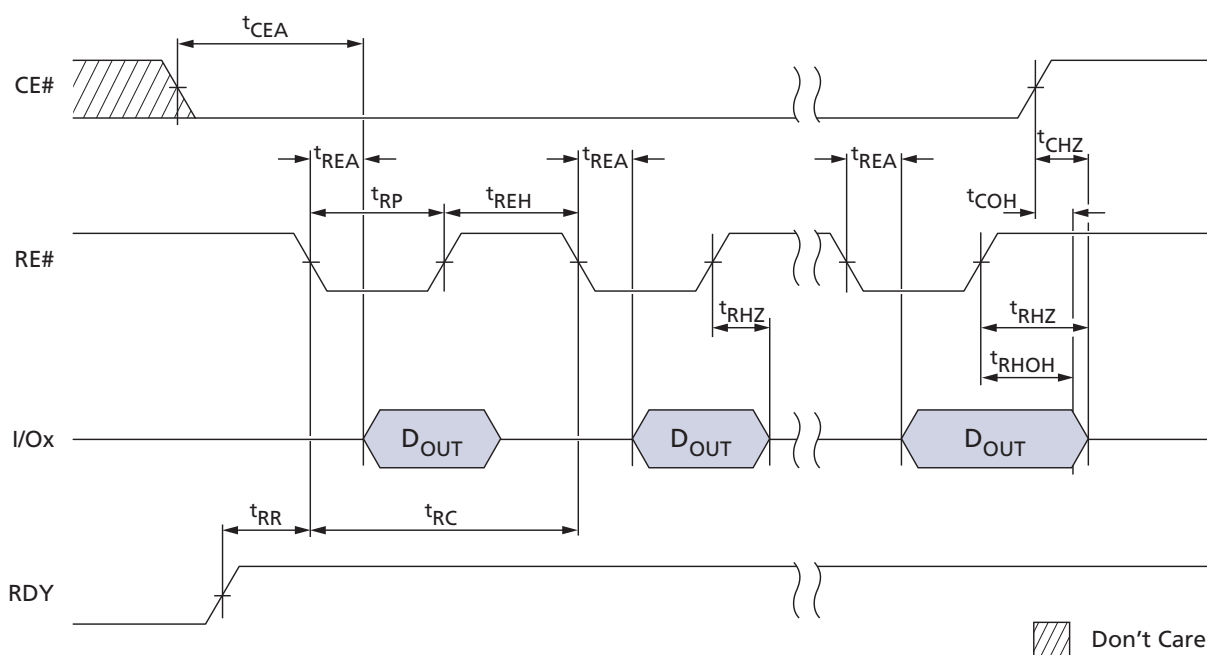 tCEA
CE#
tREA
tREA
tREA
tCHZ
tRP
tREH
tCOH
RE#
tRHZ
tRHZ
tRHOH
I/Ox
DOUT
DOUT
DOUT
tRR
tRC
RDY
Don't Care